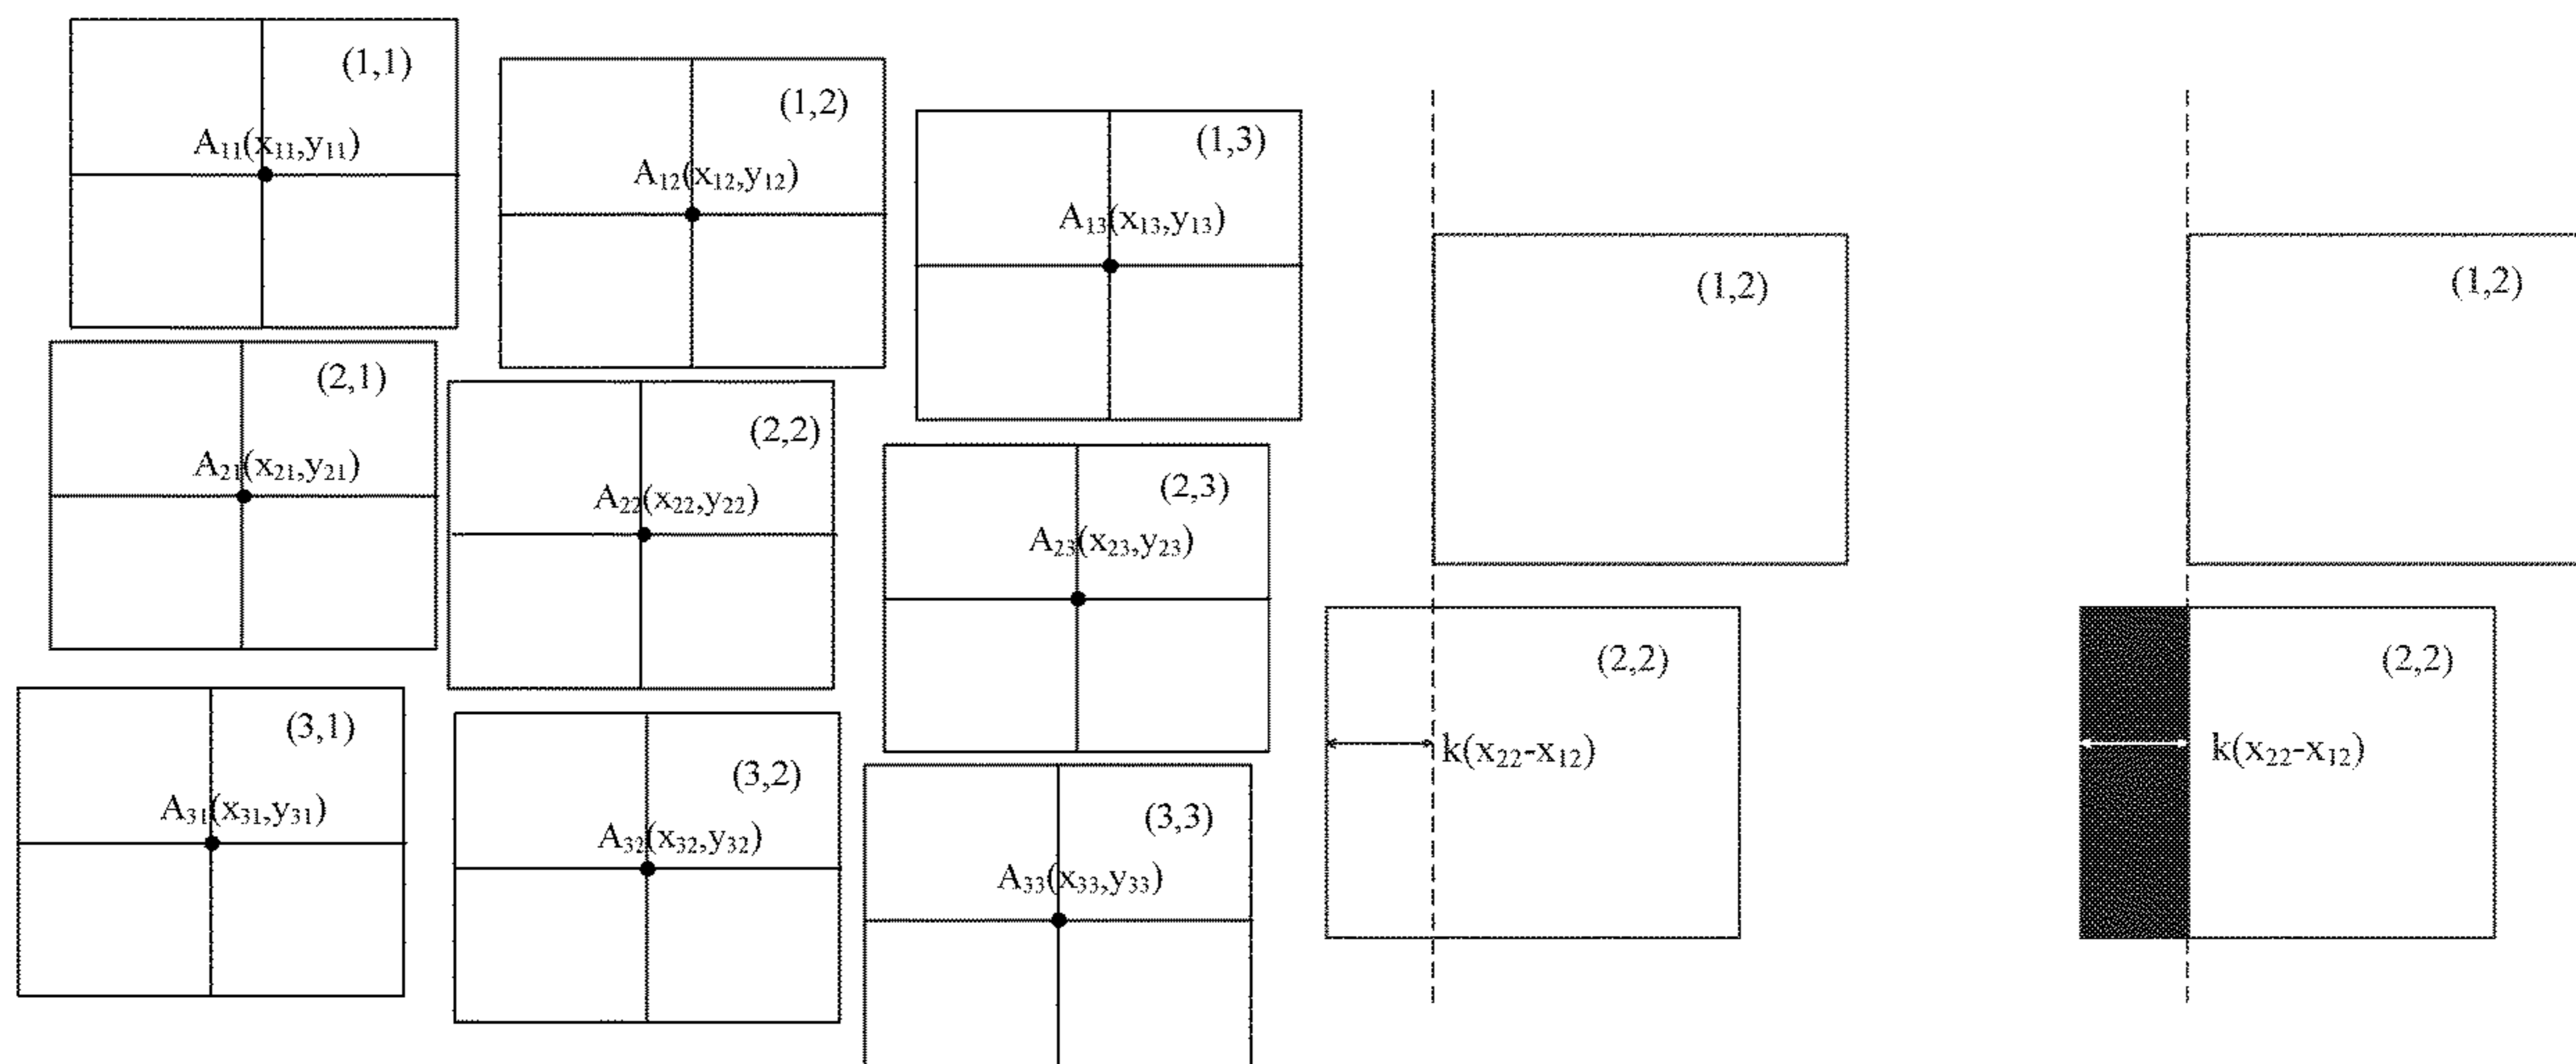 (1,1)
A₁₁(x₁₁,y₁₁)
(1,2)
A₁₂(x₁₂,y₁₂)
(1,3)
A₁₃(x₁₃,y₁₃)
(2,1)
A₂₁(x₂₁,y₂₁)
(2,2)
A₂₂(x₂₂,y₂₂)
(2,3)
A₂₃(x₂₃,y₂₃)
(3,1)
A₃₁(x₃₁,y₃₁)
(3,2)
A₃₂(x₃₂,y₃₂)
(3,3)
A₃₃(x₃₃,y₃₃)
(1,2)
(2,2)
k(x₂₂-x₁₂)
(1,2)
(2,2)
k(x₂₂-x₁₂)